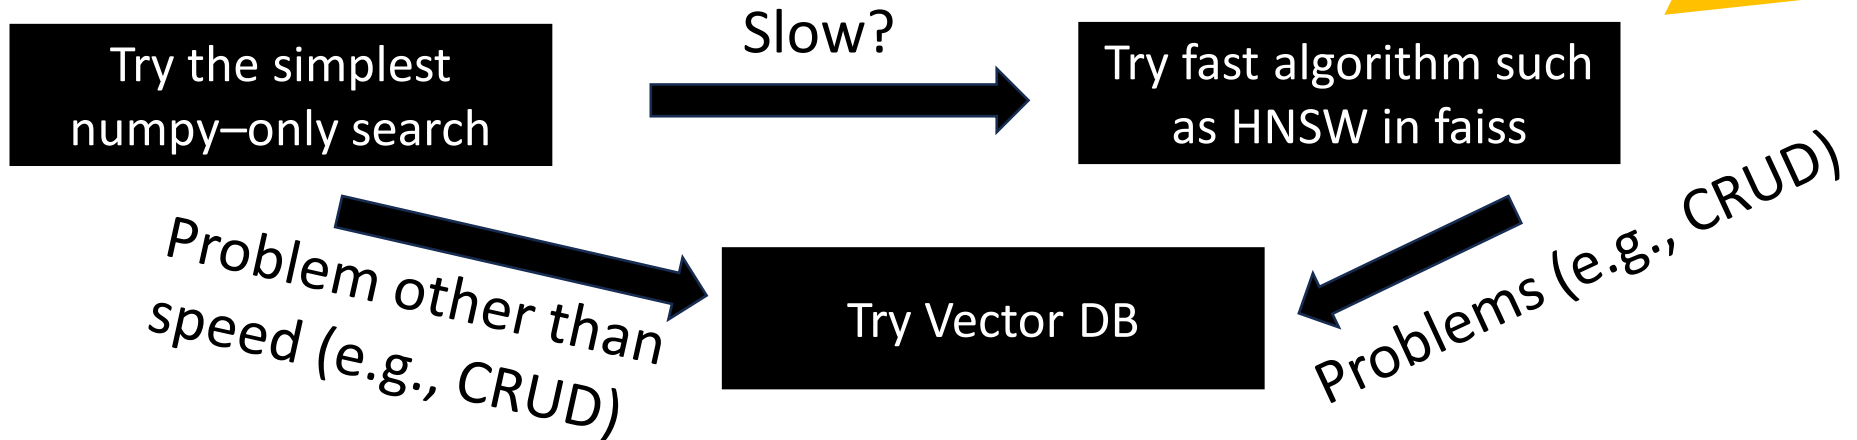 Try the simplest
numpy–only search
Slow?
Try fast algorithm such
as HNSW in faiss
Problem other than
speed (e.g., CRUD)
Try Vector DB
Problems (e.g., CRUD)